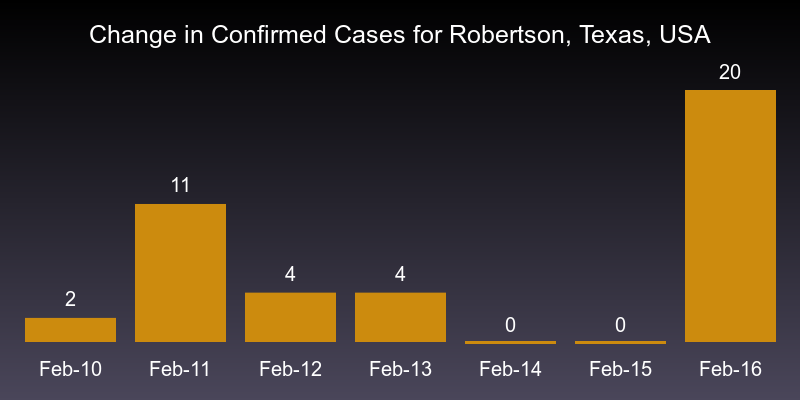 Change in Confirmed Cases for Robertson, Texas, USA
20
11
2
4
4
0
0
Feb-10
Feb-11
Feb-12
Feb-13
Feb-14
Feb-15
Feb-16